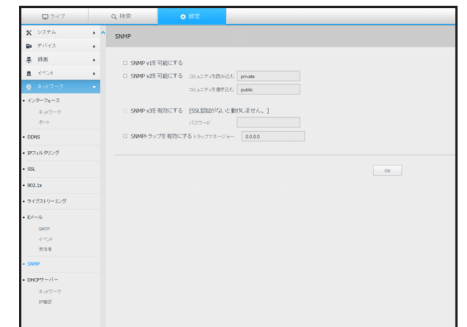 ライブ
検索
設定
システム
デバイス
録画
イベント
ネットワーク
インターフェース
ネットワーク
ポート
DDNS
IPフィルタリング
SSL
802.1x
ライブストリーミング
Eメール
SMTP
イベント
受信者
SNMP
DHCPサーバー
ネットワーク
IP確認
SNMP
SNMP v1を可能にする
SNMP v2を可能にする コミュニティを読み込む private
コミュニティを書き込む public
SNMP v3を有効にする [SSL認証がないと動作しません。]
パスワード
SNMPトラップを有効にする トラップマネージャー 0.0.0.0
OK